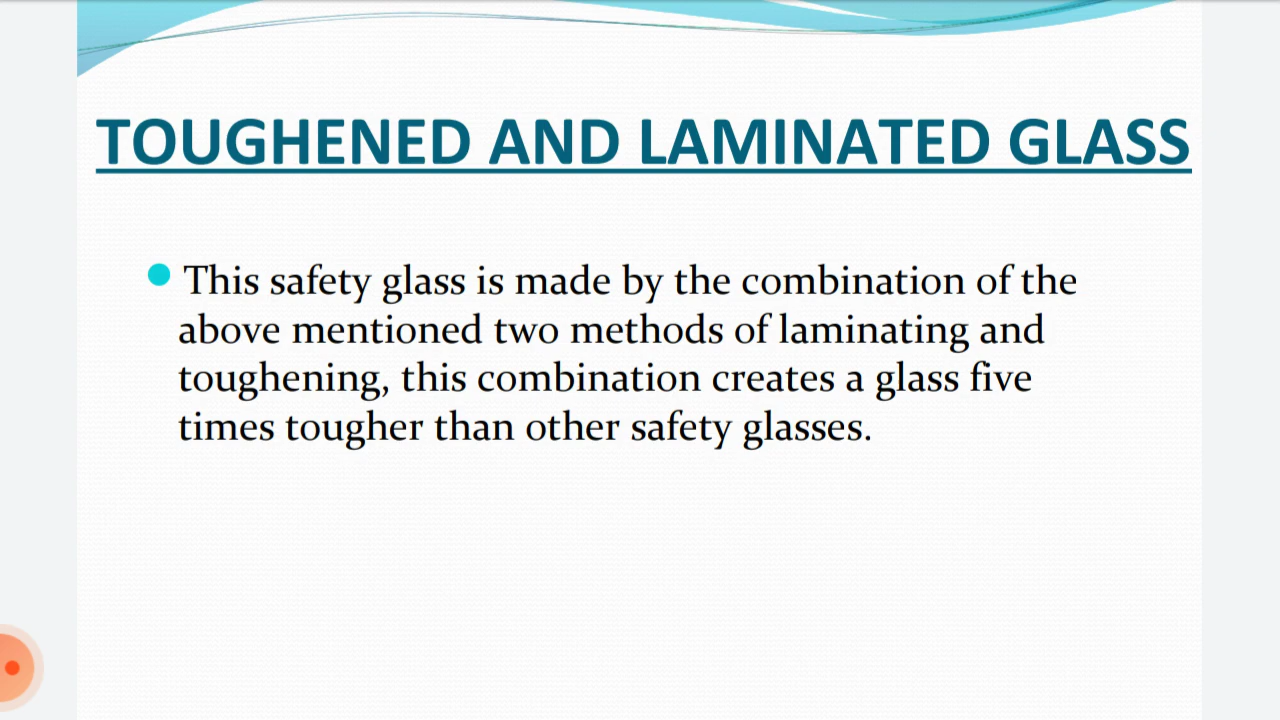 TOUGHENED AND LAMINATED GLASS
This safety glass is made by the combination of the
above mentioned two methods of laminating and
toughening, this combination creates a glass five
times tougher than other safety glasses.